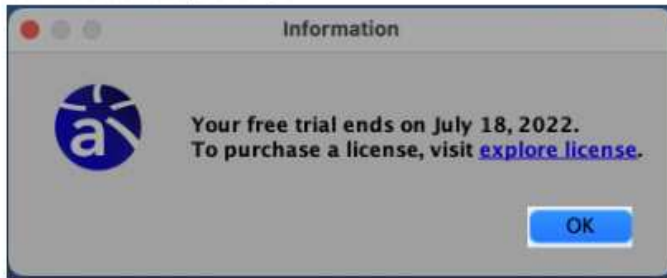 Information
a
Your free trial ends on July 18, 2022.
To purchase a license, visit explore license.
OK